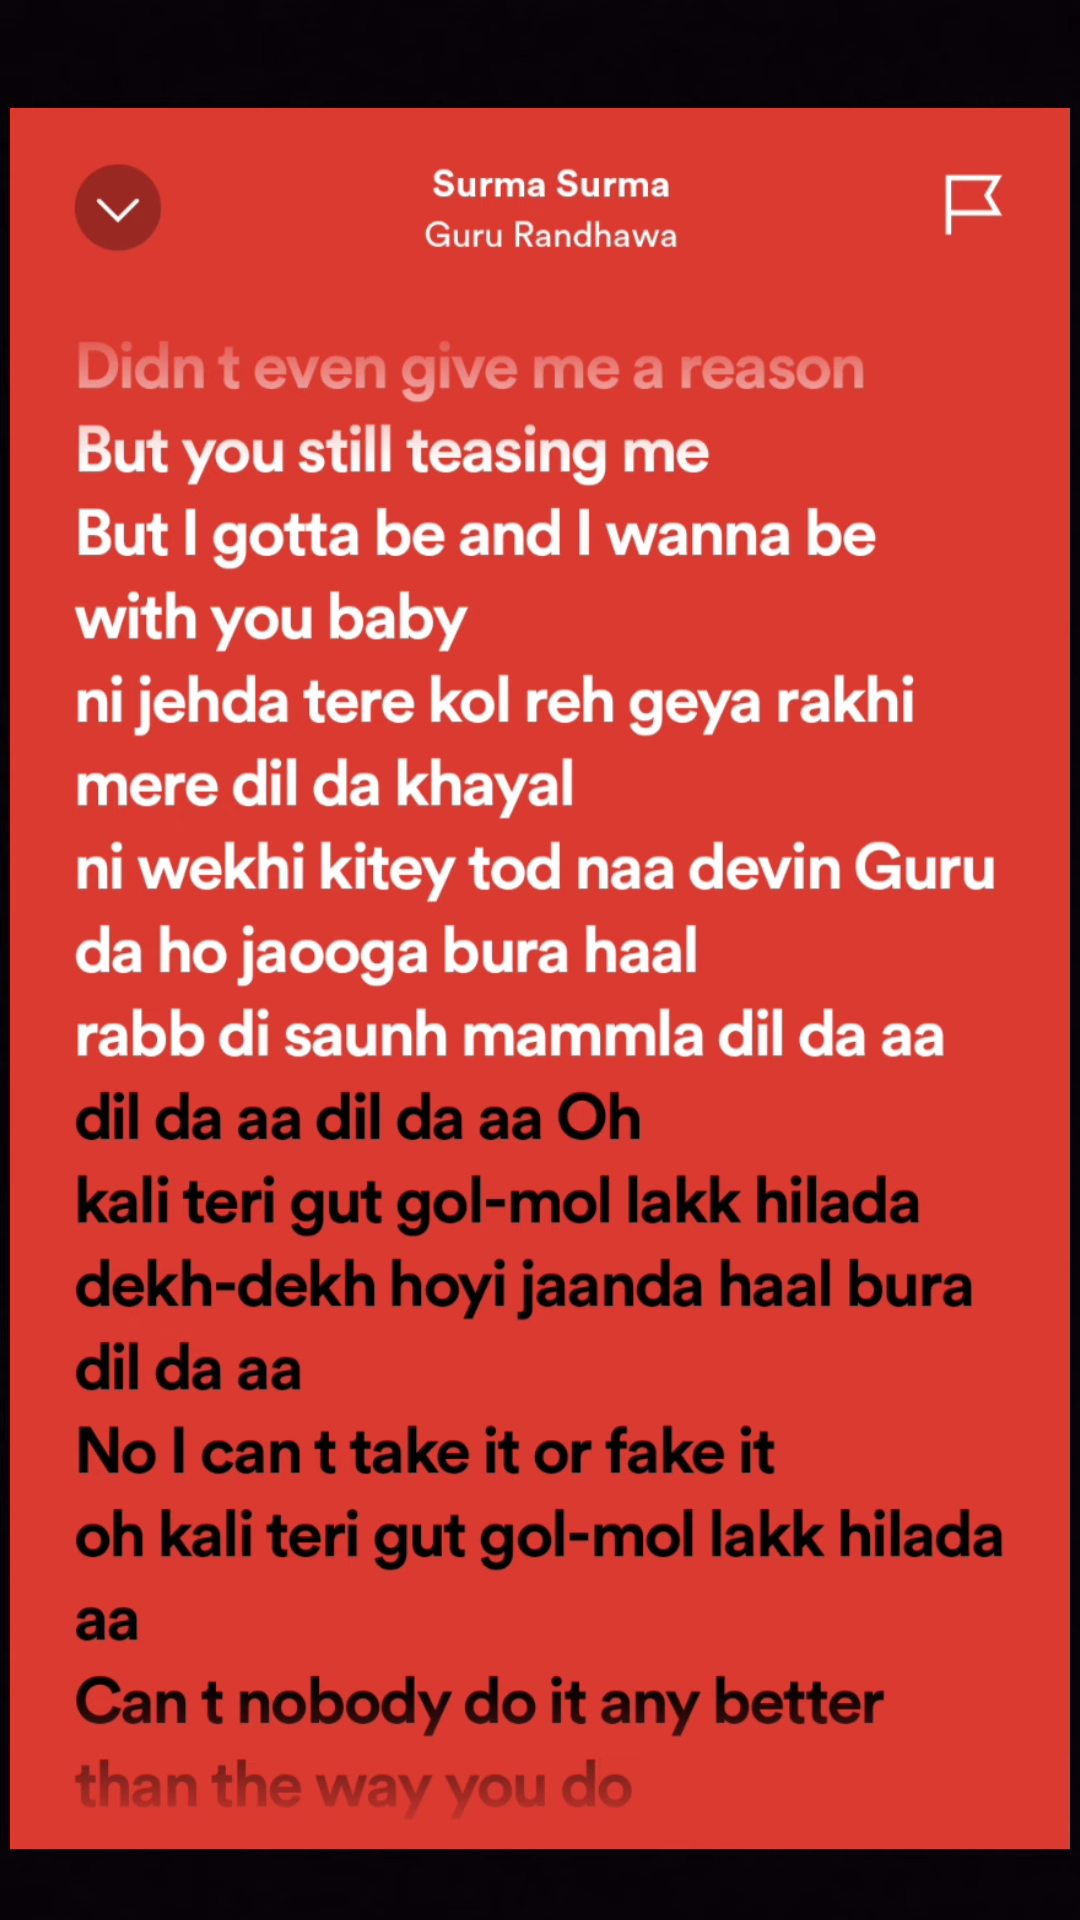 Surma Surma
Guru Randhawa
Didn t even give me a reason
But you still teasing me
But I gotta be and I wanna be
with you baby
ni jehda tere kol reh geya rakhi
mere dil da khayal
ni wekhi kitey tod naa devin Guru
da ho jaooga bura haal
rabb di saunh mammla dil da aa
dil da aa dil da aa Oh
kali teri gut gol-mol lakk hilada
dekh-dekh hoyi jaanda haal bura
dil da aa
No I can t take it or fake it
oh kali teri gut gol-mol lakk hilada
aa
Can t nobody do it any better
than the way you do